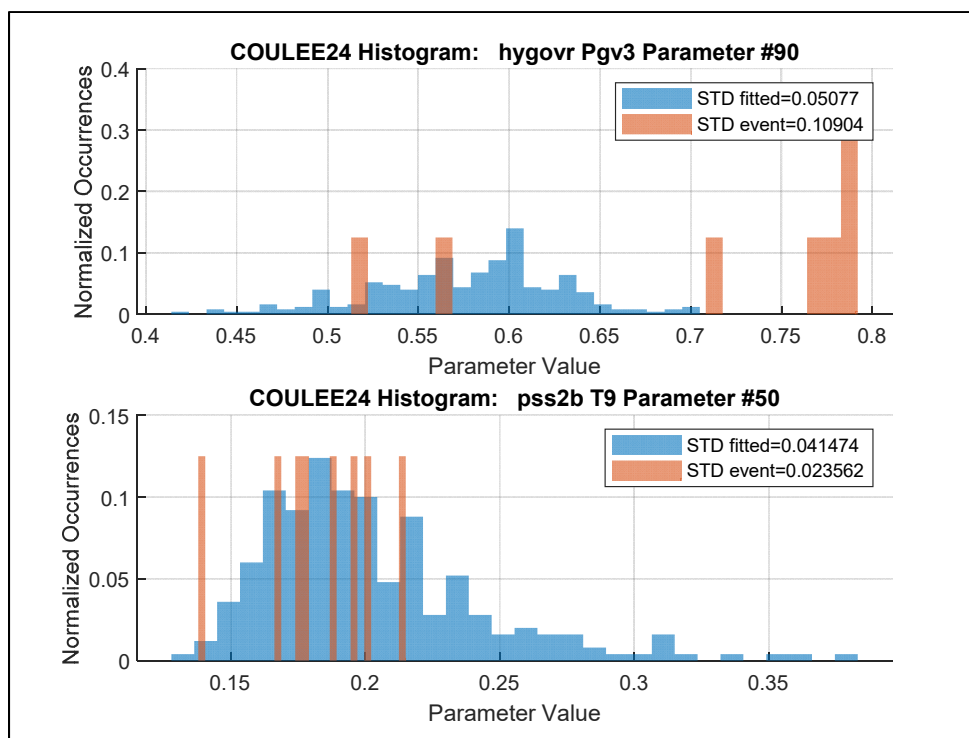 COULEE24 Histogram: hygovr Pgv3 Parameter #90
0.4
0.3
0.2
0.1
0
Normalized Occurrences
STD fitted=0.05077
STD event=0.10904
0.4 0.45 0.5 0.55 0.6 0.65 0.7 0.75 0.8
Parameter Value
COULEE24 Histogram: pss2b T9 Parameter #50
0.15
0.1
0.05
0
Normalized Occurrences
STD fitted=0.041474
STD event=0.023562
0.15 0.2 0.25 0.3 0.35
Parameter Value